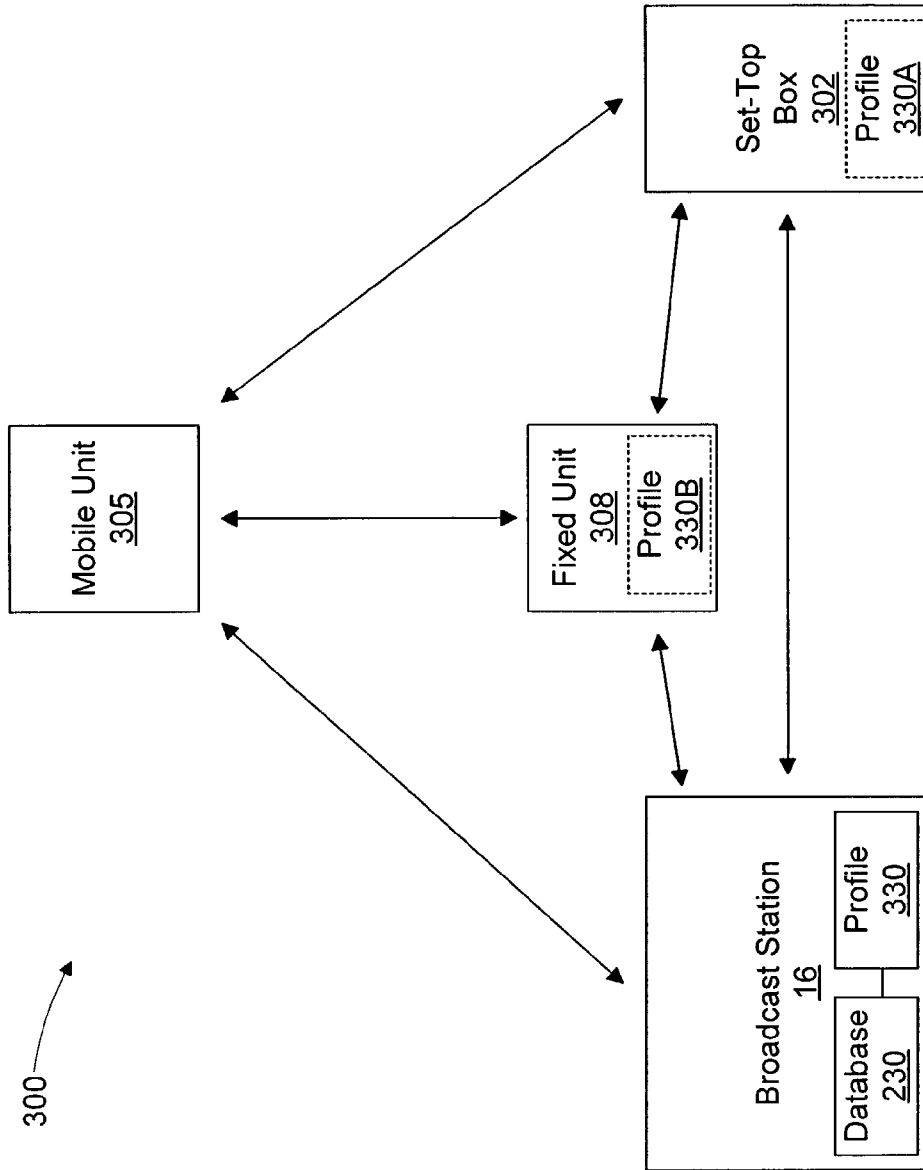 300
Mobile Unit
305
Fixed Unit
308
Profile
330B
Broadcast Station
16
Database
230
Profile
330
Set-Top
Box
302
Profile
330A